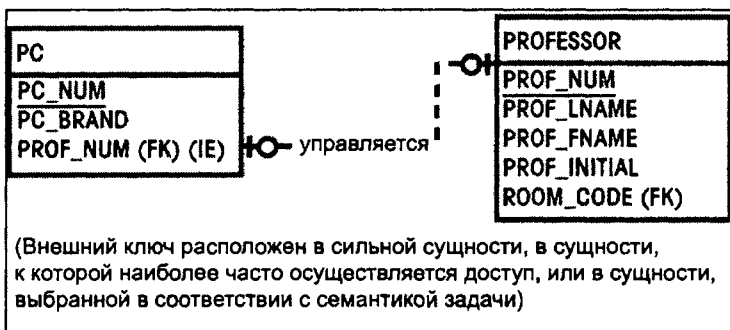 PC
PC_NUM
PC_BRAND
PROF_NUM (FK) (IE)
управляется
PROFESSOR
PROF_NUM
PROF_LNAME
PROF_FNAME
PROF_INITIAL
ROOM_CODE (FK)
(Внешний ключ расположен в сильной сущности, в сущности,
к которой наиболее часто осуществляется доступ, или в сущности,
выбранной в соответствии с семантикой задачи)